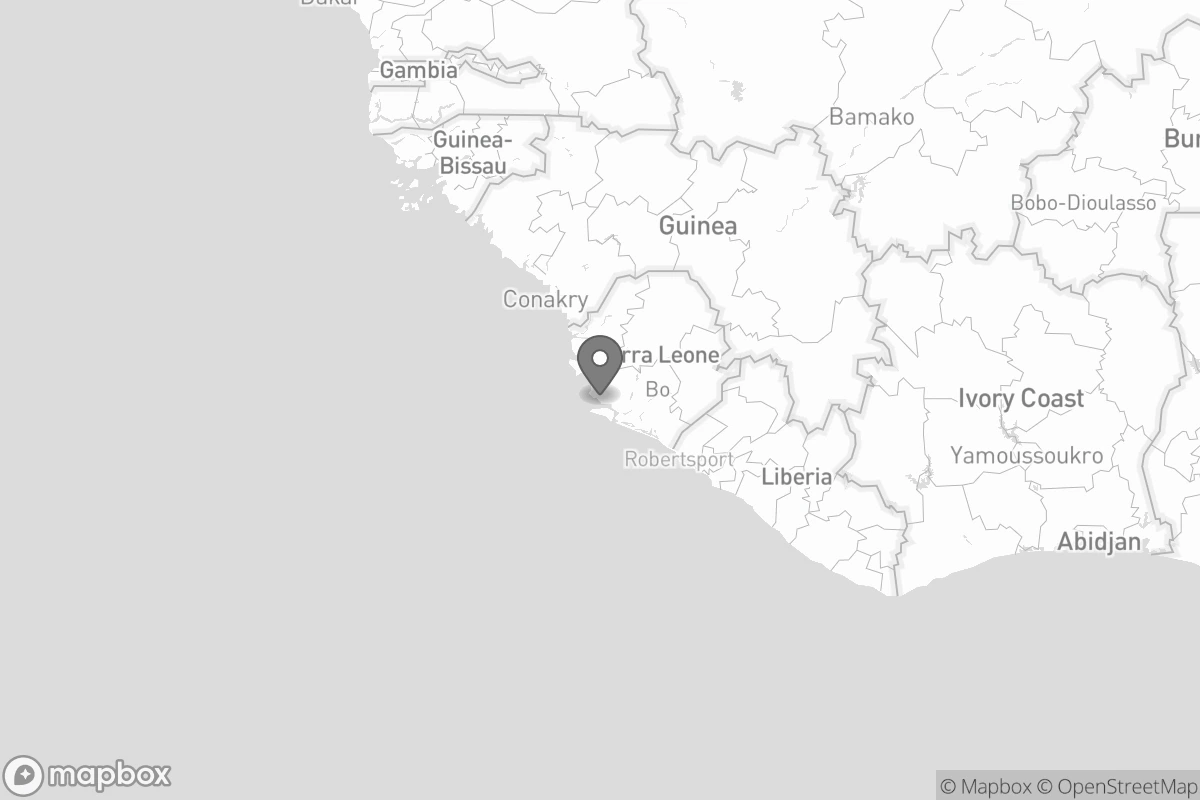 Dakar
Gambia
Bamako
Guinea-
Bissau
Bur
Bobo-Dioulasso
Guinea
Conakry
rra Leone
Bo
Ivory Coast
Yamoussoukro
Robertsport
Liberia
Abidjan
mapbox
© Mapbox © OpenStreetMap